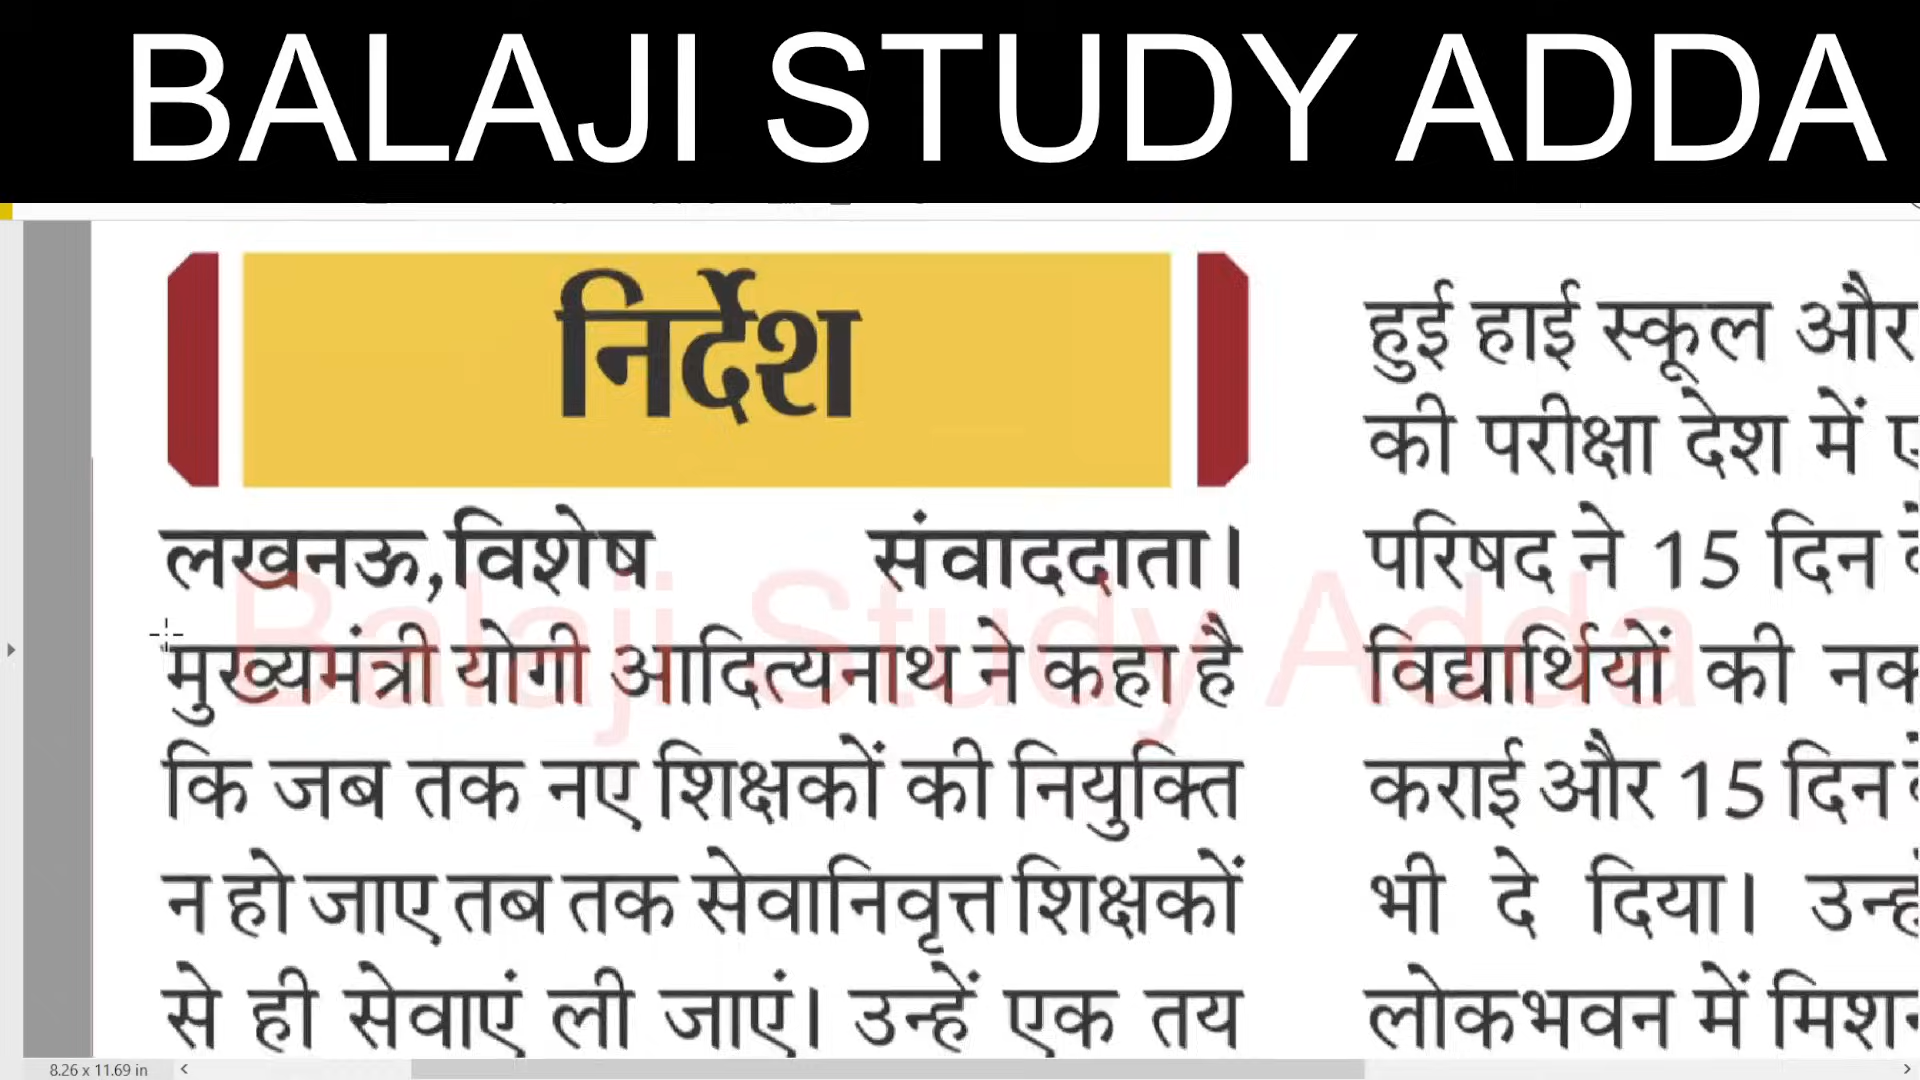 BALAJI STUDY ADDA
निर्देश
लखनऊ,विशेष संवाददाता।
मुख्यमंत्री योगी आदित्यनाथ ने कहा है
कि जब तक नए शिक्षकों की नियुक्ति
न हो जाए तब तक सेवानिवृत्त शिक्षकों
से ही सेवाएं ली जाएं। उन्हें एक तय
हुई हाई स्कूल और
की परीक्षा देश में
परिषद ने 15 दिन
विद्यार्थियों की
कराई और 15 दिन
भी दे दिया।
लोकभवन में
Balaji Study Adda
8.26 x 11.69 in